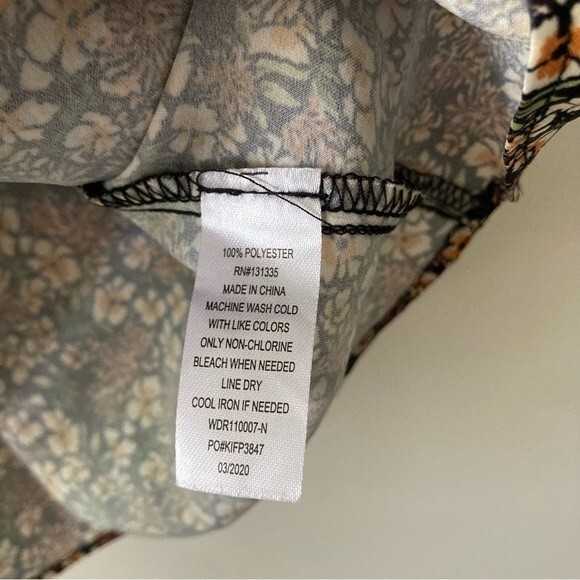 100% POLYESTER
RN#131335
MADE IN CHINA
MACHINE WASH COLD
WITH LIKE COLORS
ONLY NON-CHLORINE
BLEACH WHEN NEEDED
LINE DRY
COOL IRON IF NEEDED
WDR110007-N
PO#KIFP3847
03/2020